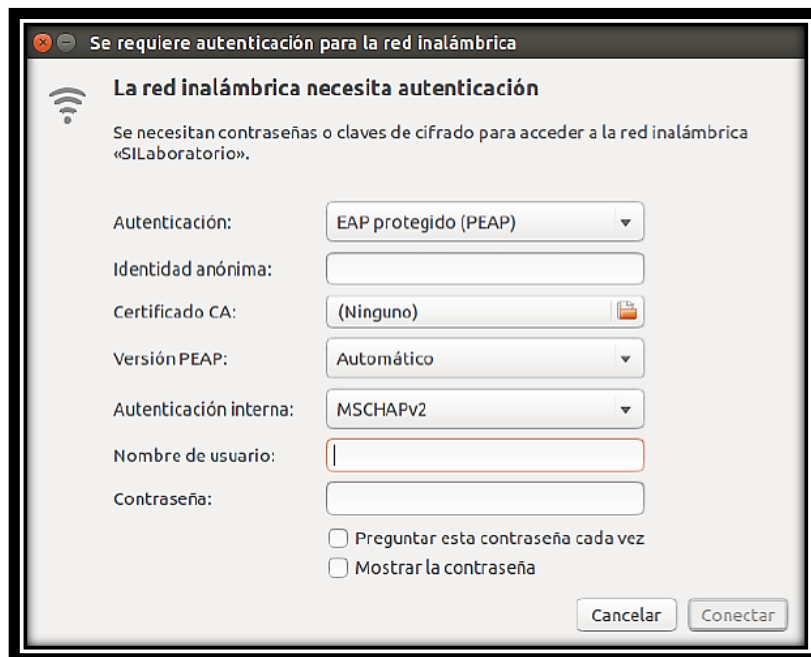 Se requiere autenticación para la red inalámbrica
La red inalámbrica necesita autenticación
Se necesitan contraseñas o claves de cifrado para acceder a la red inalámbrica
«SILaboratorio».
Autenticación: EAP protegido (PEAP)
Identidad anónima:
Certificado CA: (Ninguno)
Versión PEAP: Automático
Autenticación interna: MSCHAPv2
Nombre de usuario:
Contraseña:
Preguntar esta contraseña cada vez
Mostrar la contraseña
Cancelar Conectar